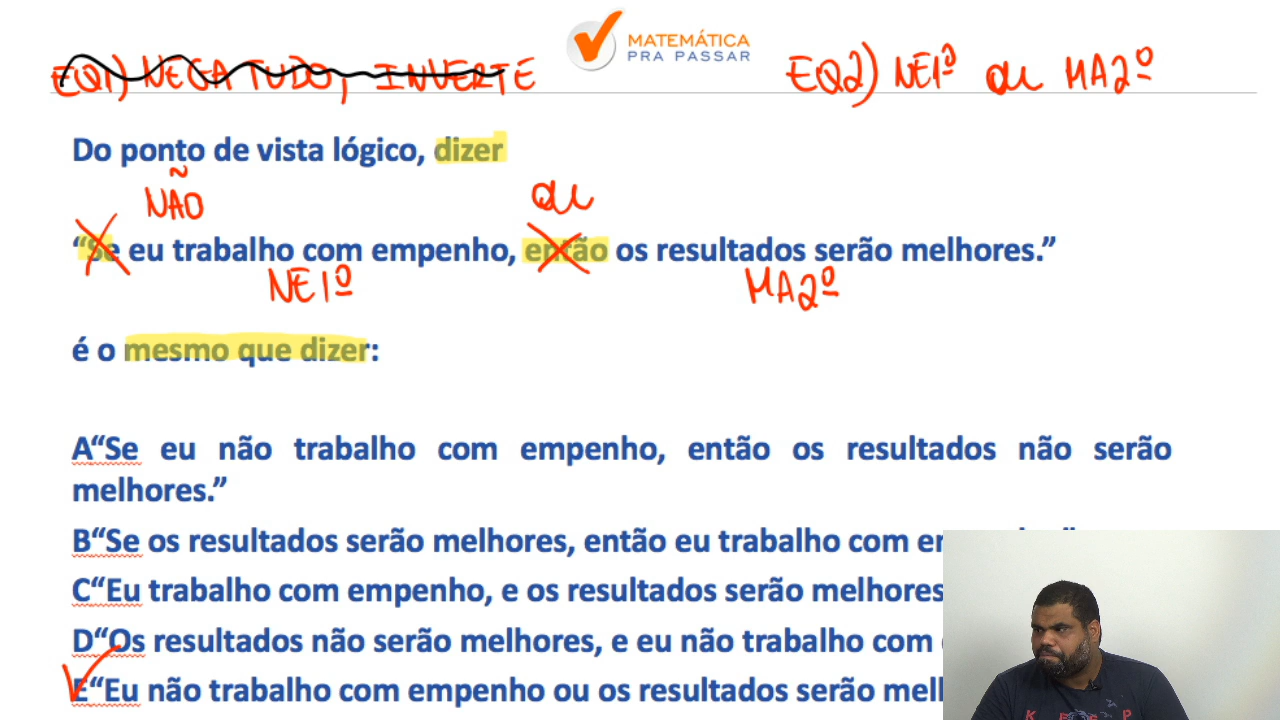 MATEMÁTICA
PRA PASSAR
EQ1) NEGA TUDO, INVERTE
EQ2) NE1º ou MA2º
Do ponto de vista lógico, dizer
NÃO
ou
“Se eu trabalho com empenho, então os resultados serão melhores.”
NE1º
MA2º
é o mesmo que dizer:
A“Se eu não trabalho com empenho, então os resultados não serão
melhores.”
B“Se os resultados serão melhores, então eu trabalho com
C“Eu trabalho com empenho, e os resultados serão melhores
D“Os resultados não serão melhores, e eu não trabalho com
E“Eu não trabalho com empenho ou os resultados serão